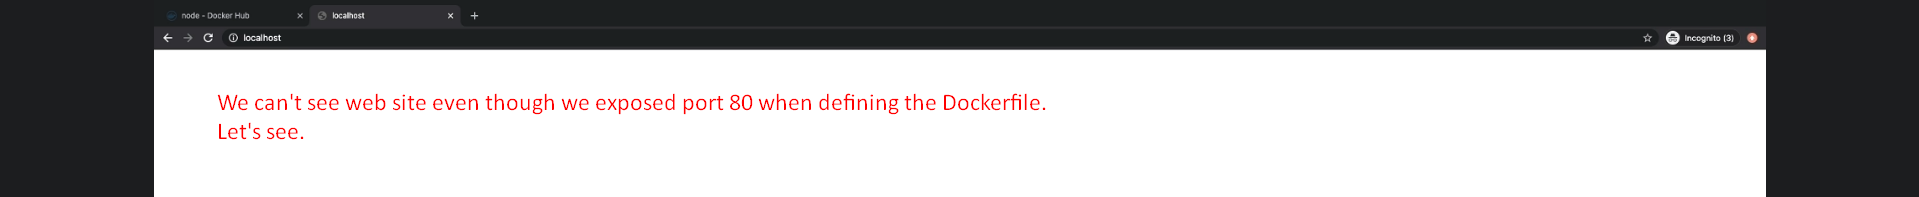 node - Docker Hub
localhost
localhost
Incognito (3)
We can't see web site even though we exposed port 80 when defining the Dockerfile.
Let's see.